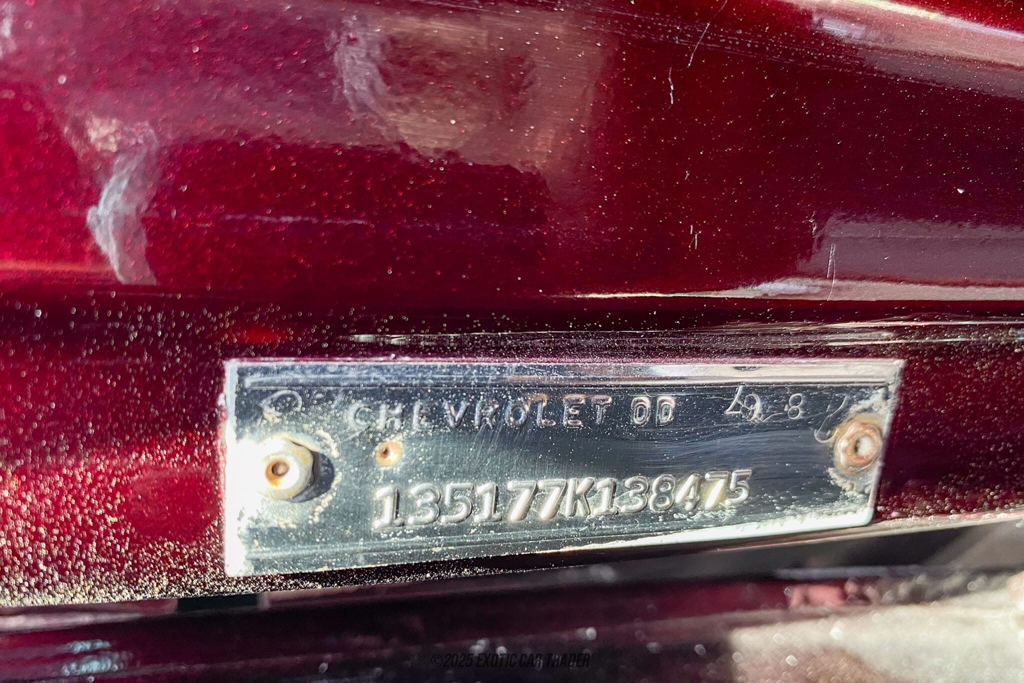 CHEVROLET
135177K138475
©2025 EXOTIC CAR TRADER